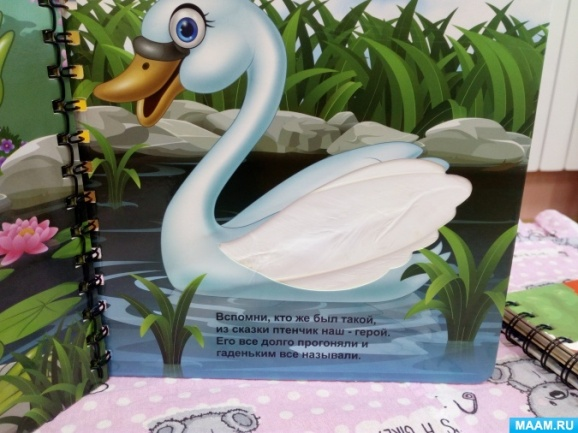 Вспомни, кто же был такой,
из сказки птенчик наш - герой.
Его все долго прогоняли и
гаденьким все называли.
MAAM.RU